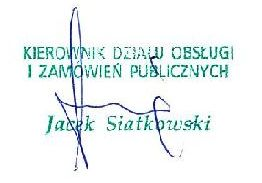 KIEROWNIK DZIAŁU OBSŁUGI
I ZAMÓWIEŃ PUBLICZNYCH
Jacek Siatkowski